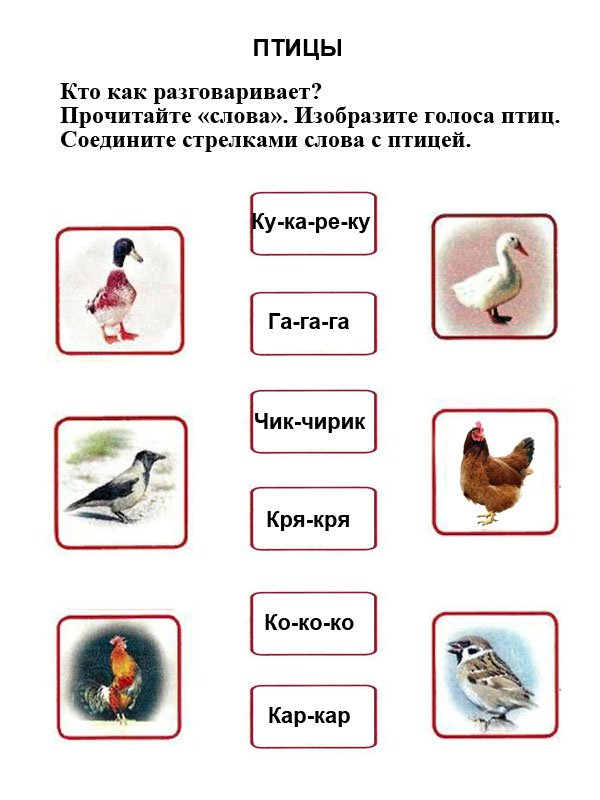 ПТИЦЫ
Кто как разговаривает?
Прочитайте «слова». Изобразите голоса птиц.
Соедините стрелками слова с птицей.
Ку-ка-ре-ку
Га-га-га
Чик-чирик
Кря-кря
Ко-ко-ко
Кар-кар